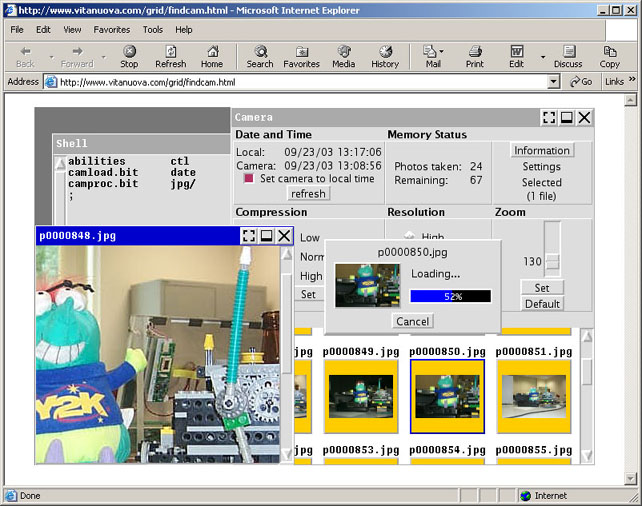 http://www.vitanuova.com/grid/findcam.html - Microsoft Internet Explorer
File Edit View Favorites Tools Help
Back Forward Stop Refresh Home Search Favorites Media History Mail Print Edit Discuss Copy
Address http://www.vitanuova.com/grid/findcam.html Go Links »
Camera
Shell
abilities ctl
camload.bit date
camproc.bit jpg/
;
Date and Time
Local: 09/23/03 13:17:06
Camera: 09/23/03 13:08:56
Set camera to local time
refresh
Memory Status
Photos taken: 24
Remaining: 67
Information
Settings
Selected
(1 file)
Compression
Low
Norm
High
Set
Resolution
High
Zoom
130
Set
Default
p0000848.jpg
Y2K
p0000850.jpg
Loading...
52%
Cancel
.jpg p0000849.jpg p0000850.jpg p0000851.jpg
.jpg p0000853.jpg p0000854.jpg p0000855.jpg
Done Internet